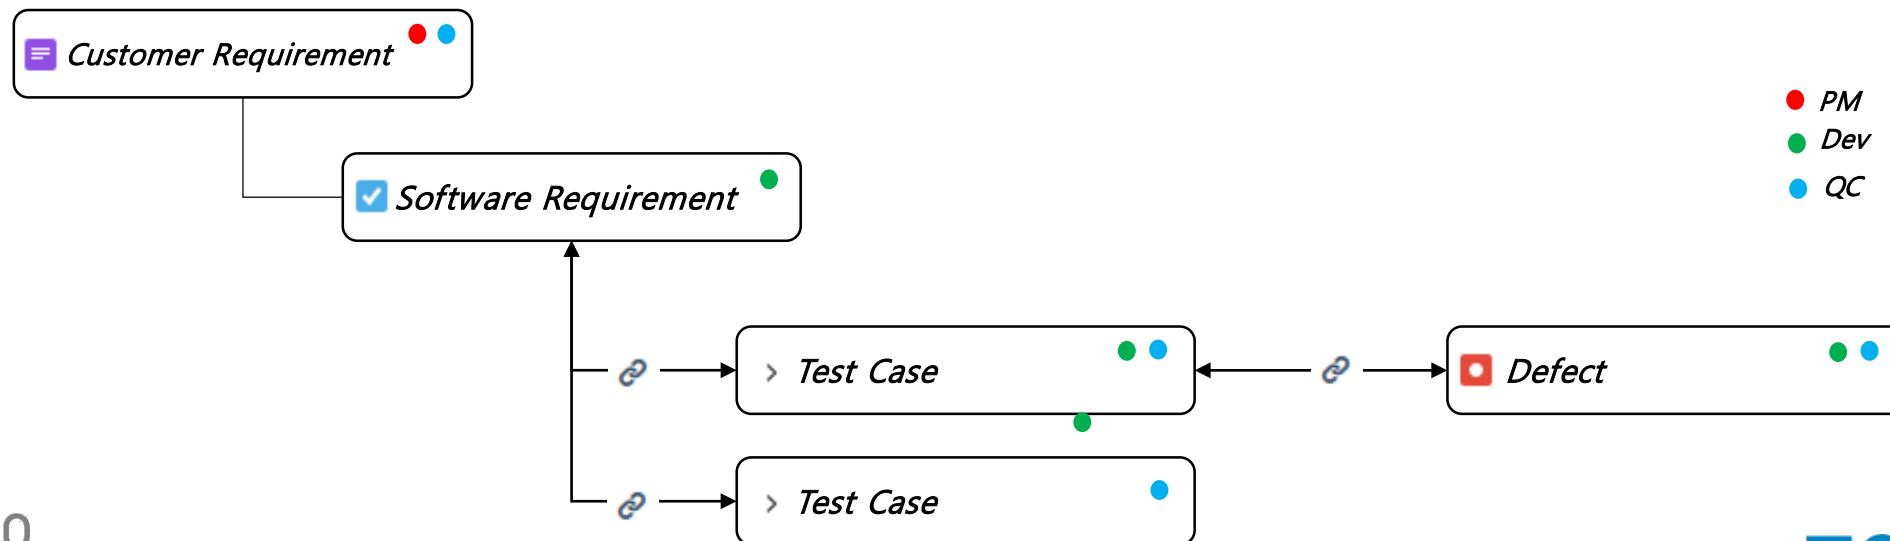 Customer Requirement
PM
Dev
Software Requirement
QC
Test Case
Defect
Test Case